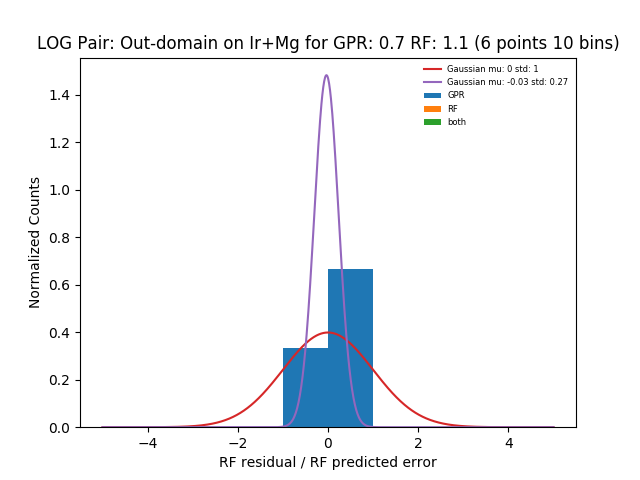 LOG Pair: Out-domain on Ir+Mg for GPR: 0.7 RF: 1.1 (6 points 10 bins)
Gaussian mu: 0 std: 1
Gaussian mu: -0.03 std: 0.27
GPR
RF
both
Normalized Counts
1.4
1.2
1.0
0.8
0.6
0.4
0.2
0.0
−4 −2 0 2 4
RF residual / RF predicted error